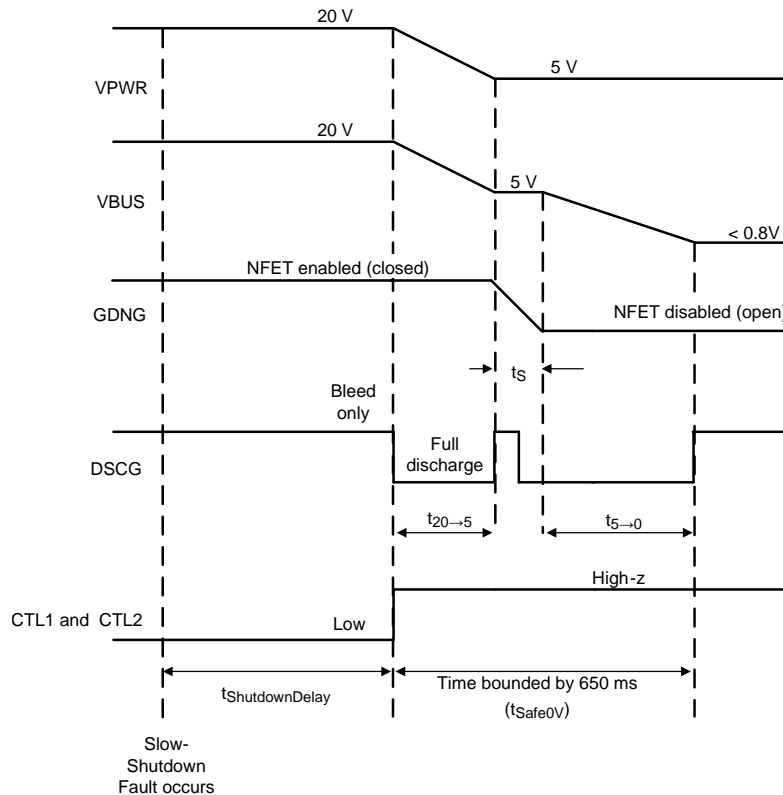 20 V
5 V
VPWR
20 V
5 V
VBUS
< 0.8V
NFET enabled (closed)
GDNG
NFET disabled (open)
tS
Bleed
only
Full
discharge
DSCG
t20→5
t5→0
High-z
CTL1 and CTL2
Low
tShutdownDelay
Time bounded by 650 ms
(tSafe0V)
Slow-
Shutdown
Fault occurs